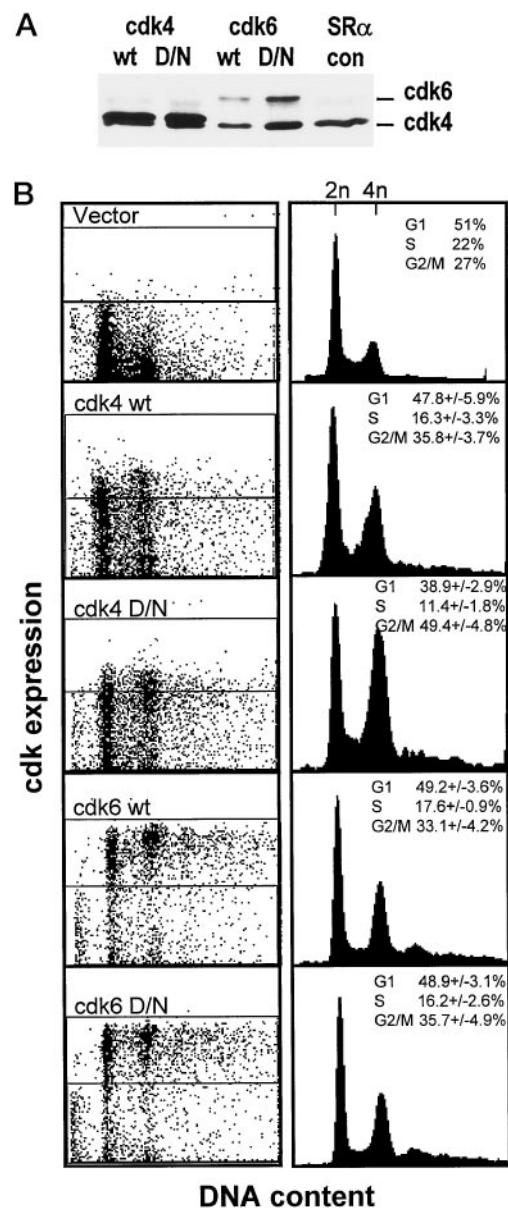 A
cdk4 cdk6 SRα
wt D/N wt D/N con
cdk6
cdk4
B
2n 4n
Vector
G1 51%
S 22%
G2/M 27%
cdk4 wt
G1 47.8+/-5.9%
S 16.3+/-3.3%
G2/M 35.8+/-3.7%
cdk4 D/N
G1 38.9+/-2.9%
S 11.4+/-1.8%
G2/M 49.4+/-4.8%
cdk6 wt
G1 49.2+/-3.6%
S 17.6+/-0.9%
G2/M 33.1+/-4.2%
cdk6 D/N
G1 48.9+/-3.1%
S 16.2+/-2.6%
G2/M 35.7+/-4.9%
cdk expression
DNA content